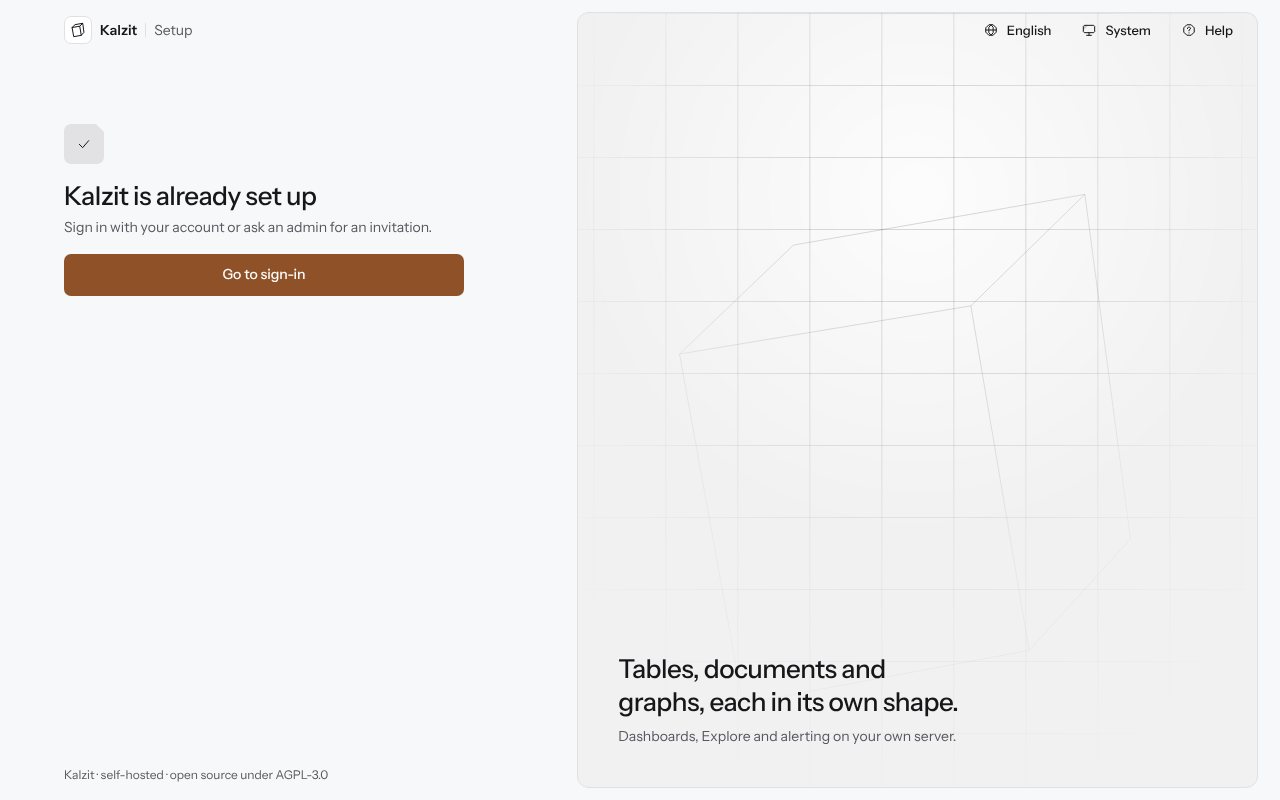 Kalzit
Setup
English
System
Help
Kalzit is already set up
Sign in with your account or ask an admin for an invitation.
Go to sign-in
Tables, documents and
graphs, each in its own shape.
Dashboards, Explore and alerting on your own server.
Kalzit · self-hosted · open source under AGPL-3.0